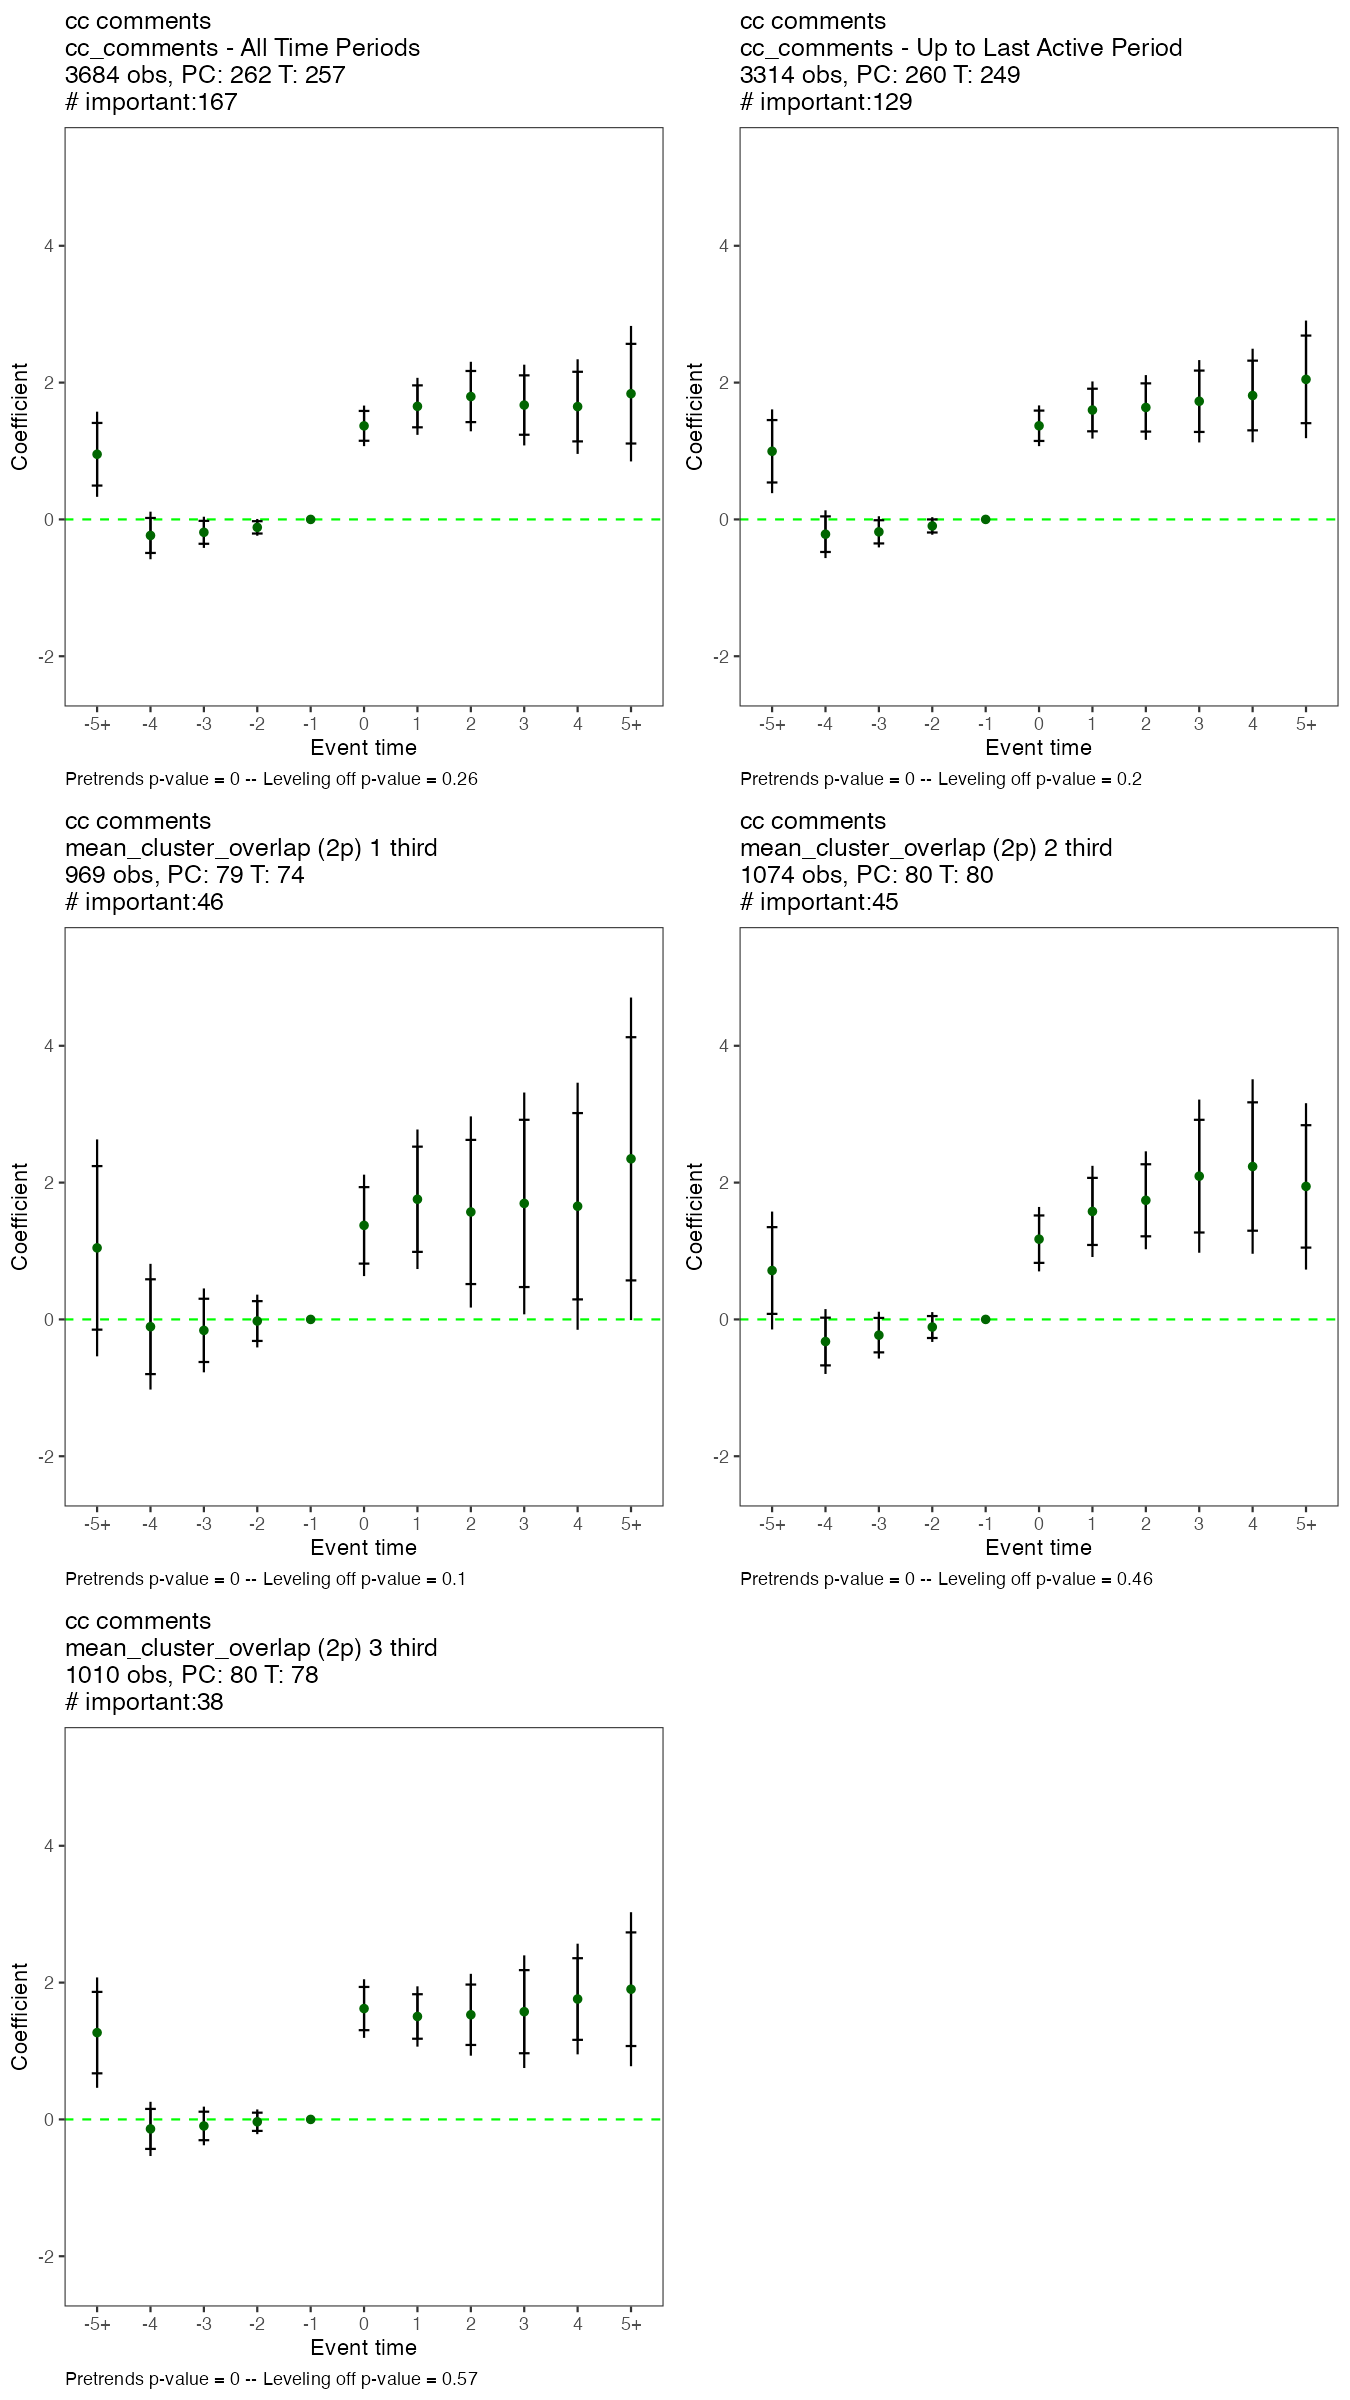 cc comments
cc_comments - All Time Periods
3684 obs, PC: 262 T: 257
# important:167
Coefficient
4
2
0
-2
-5+ -4 -3 -2 -1 0 1 2 3 4 5+
Event time
Pretrends p-value = 0 -- Leveling off p-value = 0.26
cc comments
cc_comments - Up to Last Active Period
3314 obs, PC: 260 T: 249
# important:129
Coefficient
4
2
0
-2
-5+ -4 -3 -2 -1 0 1 2 3 4 5+
Event time
Pretrends p-value = 0 -- Leveling off p-value = 0.2
cc comments
mean_cluster_overlap (2p) 1 third
969 obs, PC: 79 T: 74
# important:46
Coefficient
4
2
0
-2
-5+ -4 -3 -2 -1 0 1 2 3 4 5+
Event time
Pretrends p-value = 0 -- Leveling off p-value = 0.1
cc comments
mean_cluster_overlap (2p) 2 third
1074 obs, PC: 80 T: 80
# important:45
Coefficient
4
2
0
-2
-5+ -4 -3 -2 -1 0 1 2 3 4 5+
Event time
Pretrends p-value = 0 -- Leveling off p-value = 0.46
cc comments
mean_cluster_overlap (2p) 3 third
1010 obs, PC: 80 T: 78
# important:38
Coefficient
4
2
0
-2
-5+ -4 -3 -2 -1 0 1 2 3 4 5+
Event time
Pretrends p-value = 0 -- Leveling off p-value = 0.57